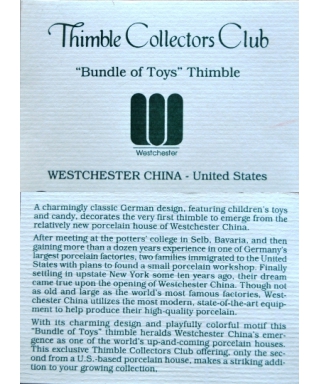 Thimble Collectors Club
"Bundle of Toys" Thimble
Westchester
WESTCHESTER CHINA - United States
A charmingly classic German design, featuring children's toys
and candy, decorates the very first thimble to emerge from the
relatively new porcelain house of Westchester China.
After meeting at the potters' college in Selb, Bavaria, and then
gaining more than a dozen years experience in one of Germany's
largest porcelain factories, two families immigrated to the United
States with plans to found a small porcelain workshop. Finally
settling in upstate New York some ten years ago, their dream
came true upon the opening of Westchester China. Though not
as old and large as the world's most famous factories, West-
chester China utilizes the most modern, state-of-the-art equip-
ment to help produce their high-quality porcelain.
With its charming design and playfully colorful motif this
"Bundle of Toys" thimble heralds Westchester China's emer-
gence as one of the world's up-and-coming porcelain houses.
This exclusive Thimble Collectors Club offering, only the sec-
ond from a U.S.-based porcelain house, makes a striking addi-
tion to your growing collection.